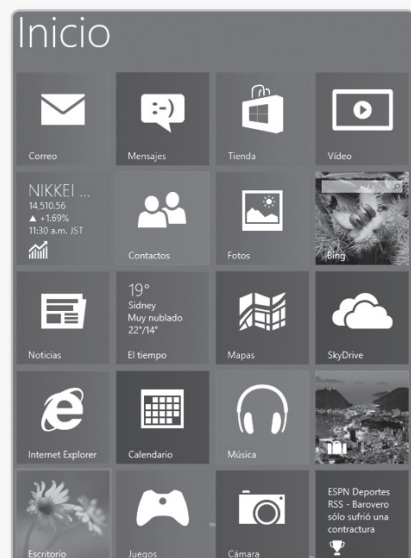 Inicio
Correo
Mensajes
Tienda
Vídeo
NIKKEI ...
14,510.56
▲ +1.69%
11:30 a.m. JST
Contactos
Fotos
Bing
Noticias
19°
Sidney
Muy nublado
22°/14°
El tiempo
Mapas
SkyDrive
Internet Explorer
Calendario
Música
Escritorio
Juegos
Cámara
ESPN Deportes
RSS - Barovero
sólo sufrió una
contractura